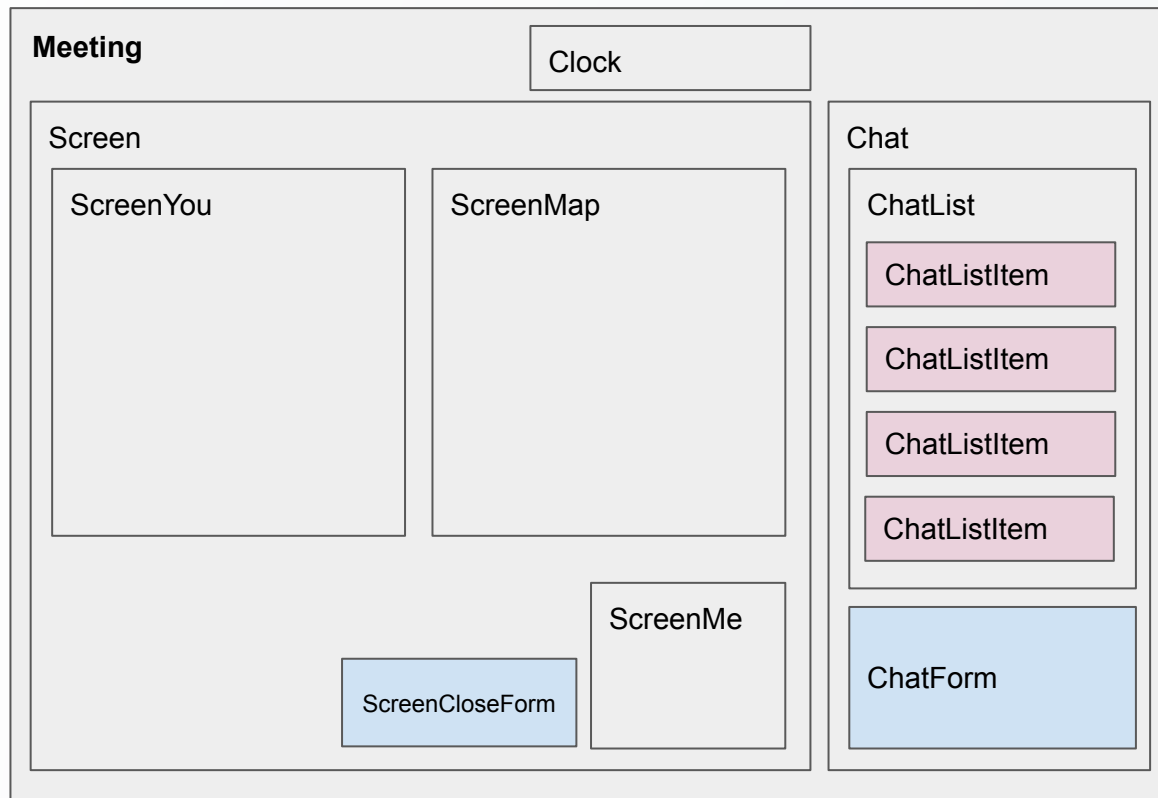 Meeting
Clock
Screen
ScreenYou
ScreenMap
ScreenMe
ScreenCloseForm
Chat
ChatList
ChatListItem
ChatListItem
ChatListItem
ChatListItem
ChatForm